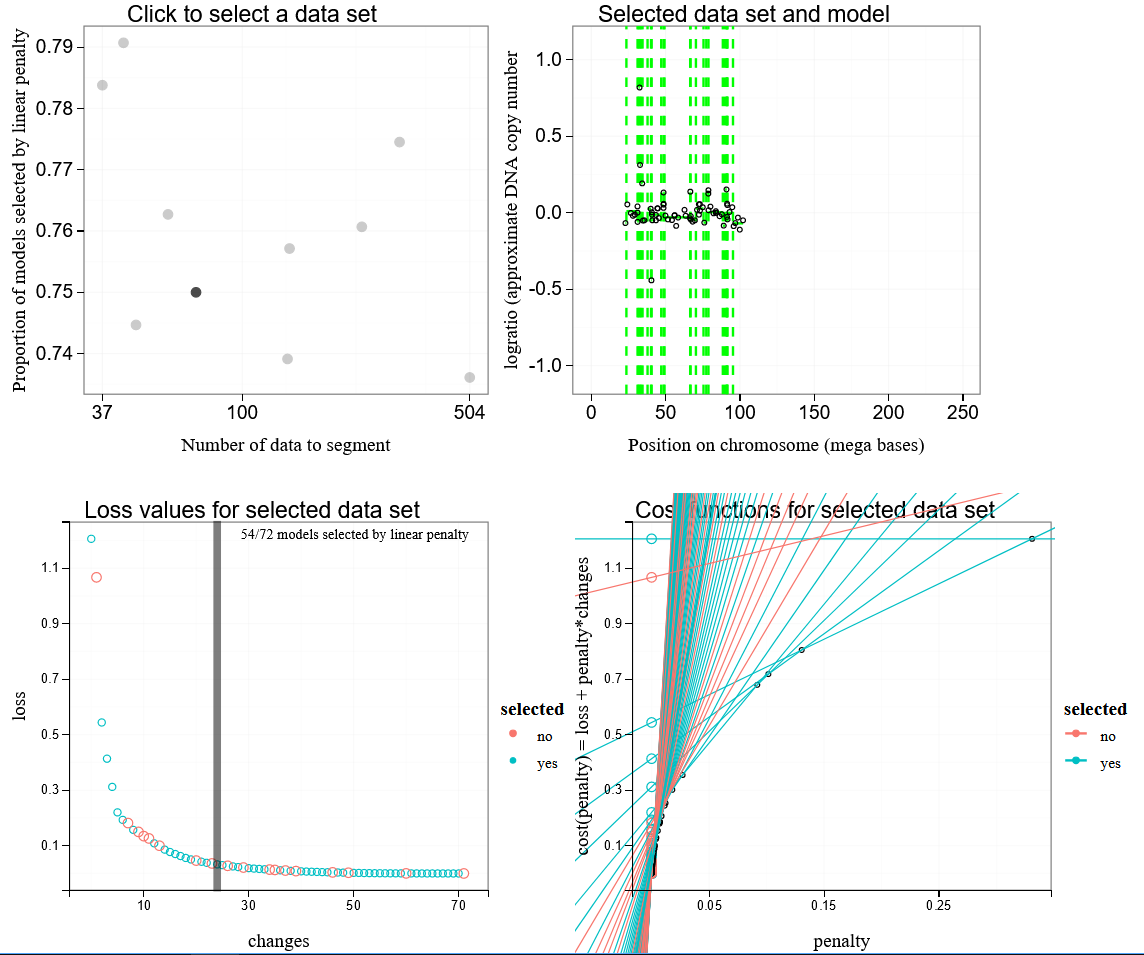 Click to select a data set
Proportion of models selected by linear penalty
0.79
0.78
0.77
0.76
0.75
0.74
37
100
504
Number of data to segment
Selected data set and model
logratio (approximate DNA copy number
1.0
0.5
0.0
-0.5
-1.0
0
50
100
150
200
250
Position on chromosome (mega bases)
Loss values for selected data set
54/72 models selected by linear penalty
loss
1.1
0.9
0.7
0.5
0.3
0.1
10
30
50
70
changes
selected
no
yes
Cost functions for selected data set
cost(penalty) = loss + penalty*changes
1.1
0.9
0.7
0.5
0.3
0.1
0.05
0.15
0.25
penalty
selected
no
yes